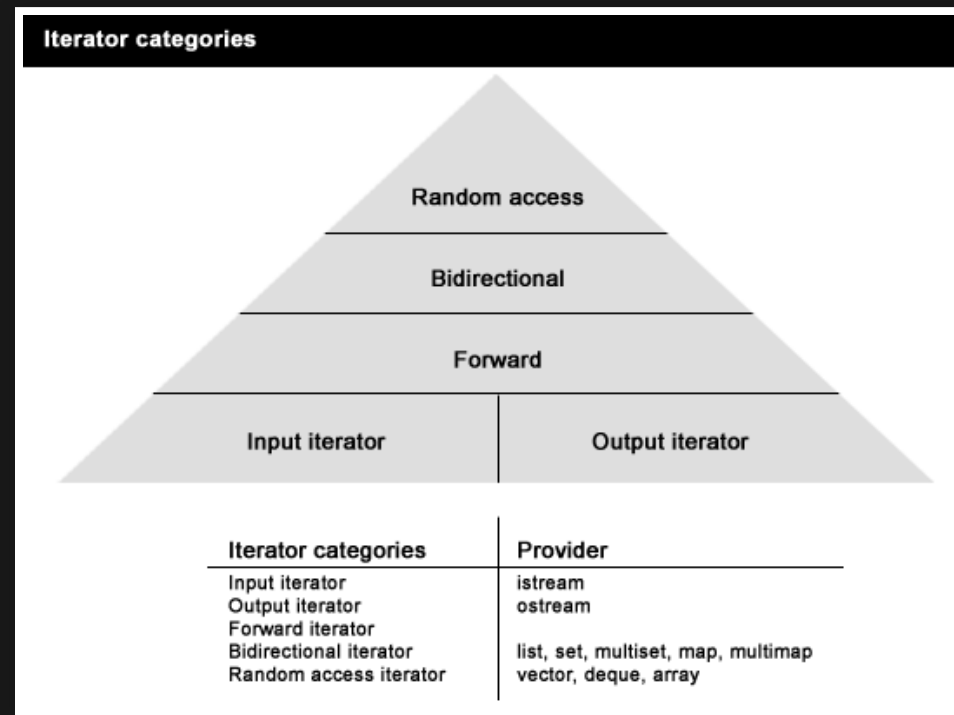 Iterator categories
Random access
Bidirectional
Forward
Input iterator Output iterator
Iterator categories Provider
Input iterator istream
Output iterator ostream
Forward iterator
Bidirectional iterator list, set, multiset, map, multimap
Random access iterator vector, deque, array